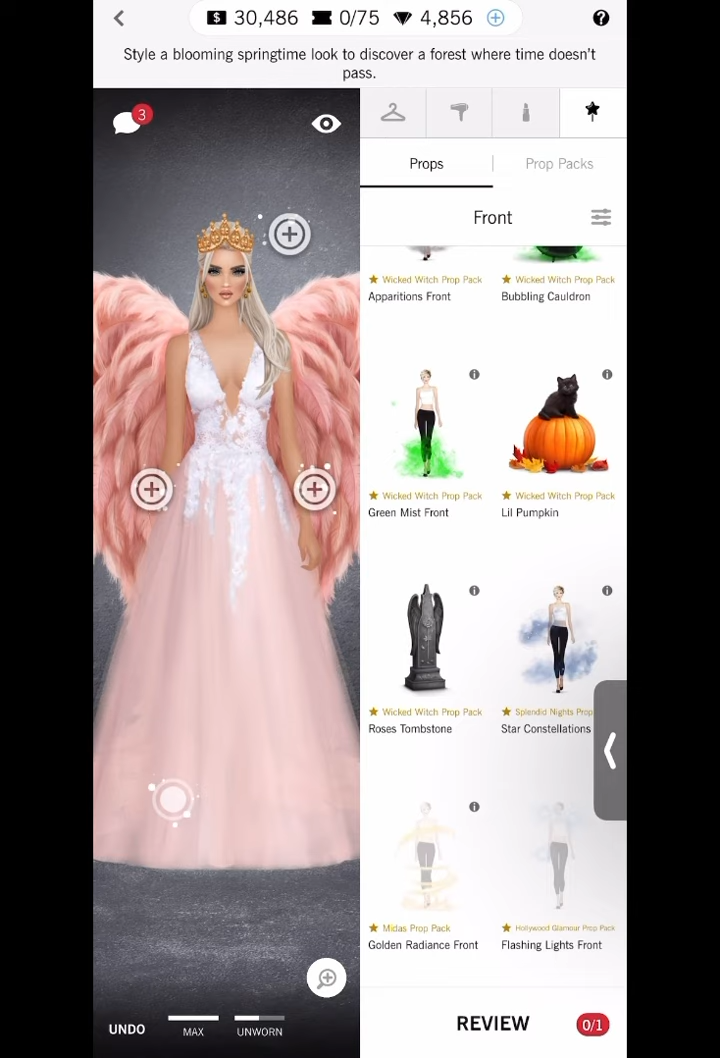 $ 30,486 0/75 4,856 ?
Style a blooming springtime look to discover a forest where time doesn't
pass.
3
Props
Prop Packs
Front
Wicked Witch Prop Pack
Apparitions Front
Wicked Witch Prop Pack
Bubbling Cauldron
Wicked Witch Prop Pack
Green Mist Front
Wicked Witch Prop Pack
Lil Pumpkin
Wicked Witch Prop Pack
Roses Tombstone
Splendid Nights Prop
Star Constellations
Midas Prop Pack
Golden Radiance Front
Hollywood Glamour Prop Pack
Flashing Lights Front
UNDO
MAX
UNWORN
REVIEW
0/1